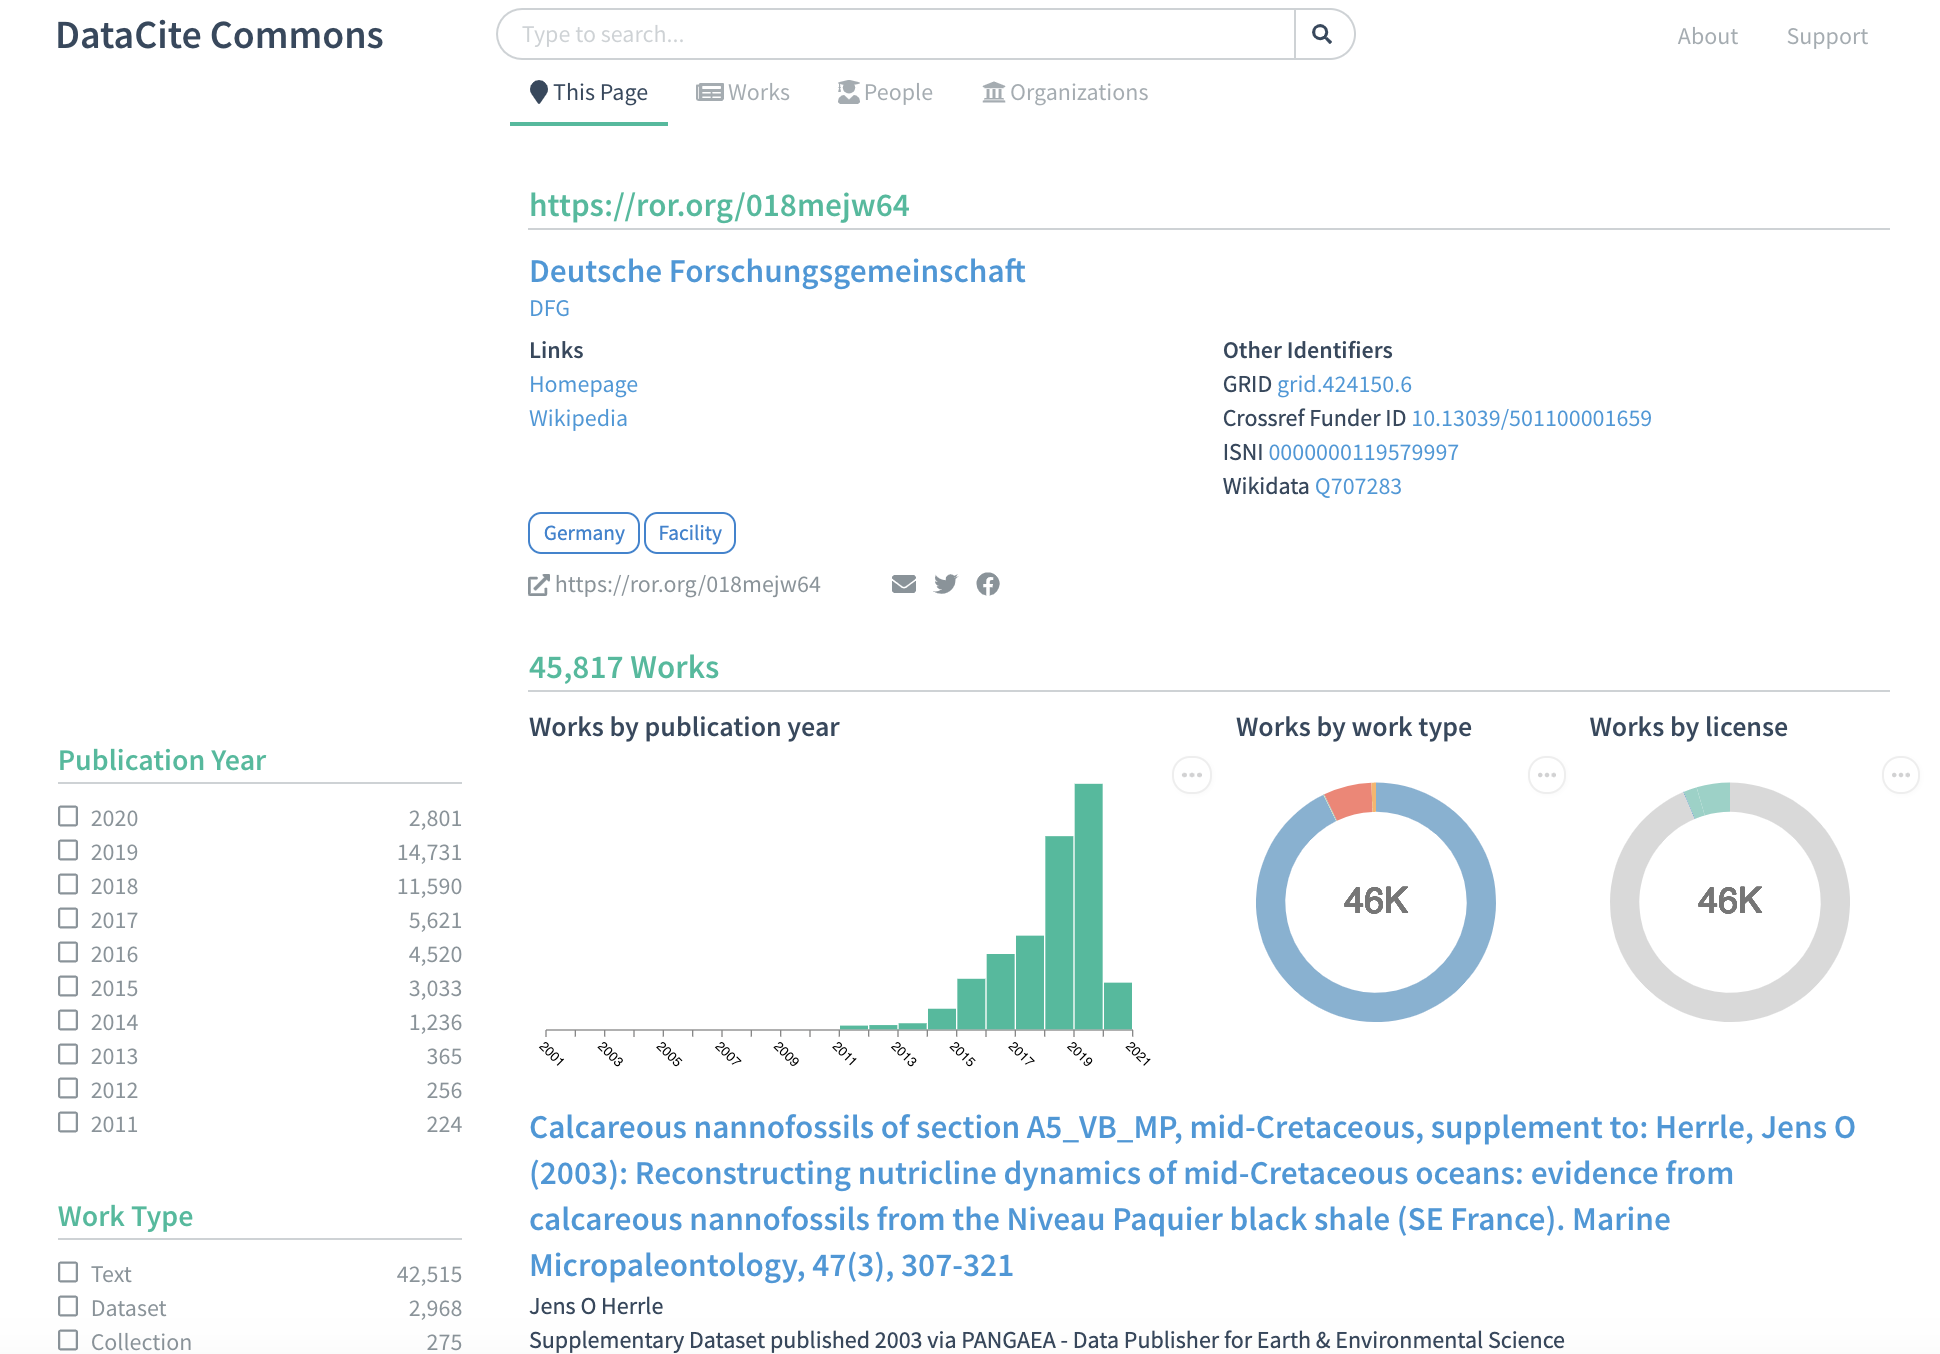 DataCite Commons
Type to search...
About
Support
This Page
Works
People
Organizations
https://ror.org/018mejw64
Deutsche Forschungsgemeinschaft
DFG
Links
Homepage
Wikipedia
Other Identifiers
GRID grid.424150.6
Crossref Funder ID 10.13039/501100001659
ISNI 0000000119579997
Wikidata Q707283
Germany
Facility
https://ror.org/018mejw64
45,817 Works
Publication Year
2020 2,801
2019 14,731
2018 11,590
2017 5,621
2016 4,520
2015 3,033
2014 1,236
2013 365
2012 256
2011 224
Work Type
Text 42,515
Dataset 2,968
Collection 275
Works by publication year
2001 2003 2005 2007 2009 2011 2013 2015 2017 2019 2021
Works by work type
46K
Works by license
46K
Calcareous nannofossils of section A5_VB_MP, mid-Cretaceous, supplement to: Herrle, Jens O
(2003): Reconstructing nutricline dynamics of mid-Cretaceous oceans: evidence from
calcareous nannofossils from the Niveau Paquier black shale (SE France). Marine
Micropaleontology, 47(3), 307-321
Jens O Herrle
Supplementary Dataset published 2003 via PANGAEA - Data Publisher for Earth & Environmental Science